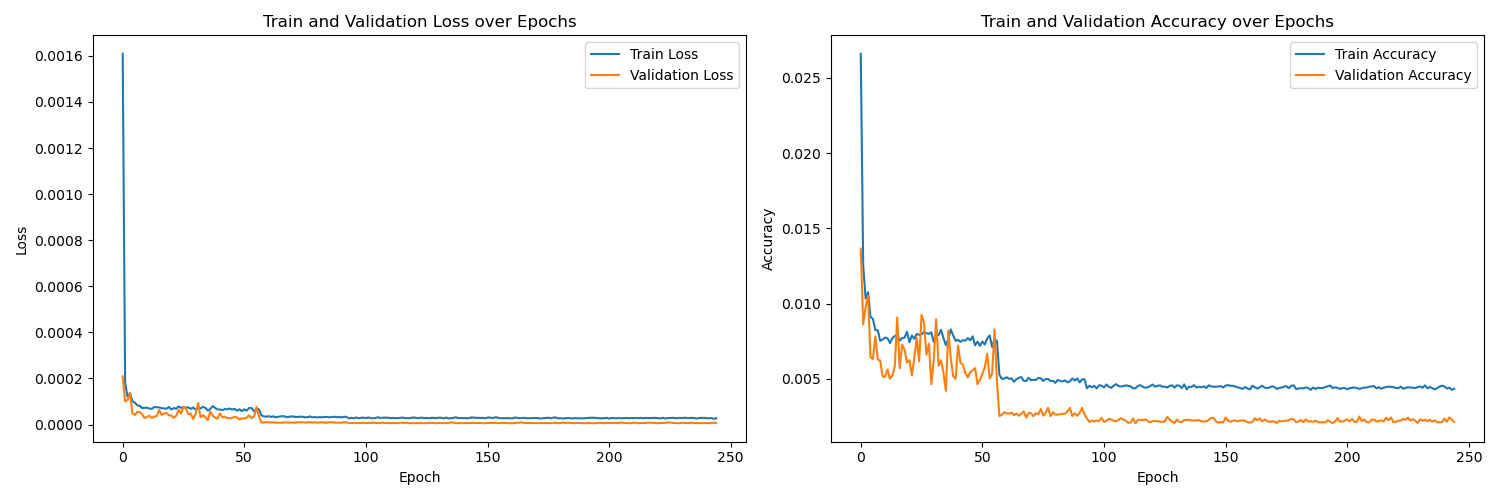 Train and Validation Loss over Epochs
Train Loss
Validation Loss
0.0016
0.0014
0.0012
0.0010
0.0008
0.0006
0.0004
0.0002
0.0000
Loss
0 50 100 150 200 250
Epoch
Train and Validation Accuracy over Epochs
Train Accuracy
Validation Accuracy
0.025
0.020
0.015
0.010
0.005
Accuracy
0 50 100 150 200 250
Epoch